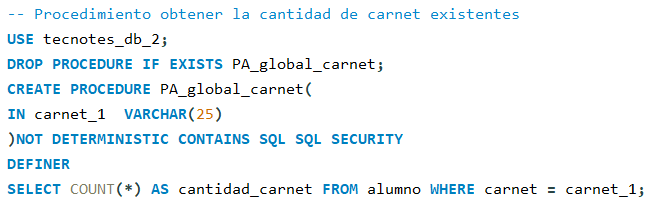 -- Procedimiento obtener la cantidad de carnet existentes
USE tecnotes_db_2;
DROP PROCEDURE IF EXISTS PA_global_carnet;
CREATE PROCEDURE PA_global_carnet(
IN carnet_1  VARCHAR(25)
)NOT DETERMINISTIC CONTAINS SQL SQL SECURITY
DEFINER
SELECT COUNT(*) AS cantidad_carnet FROM alumno WHERE carnet = carnet_1;